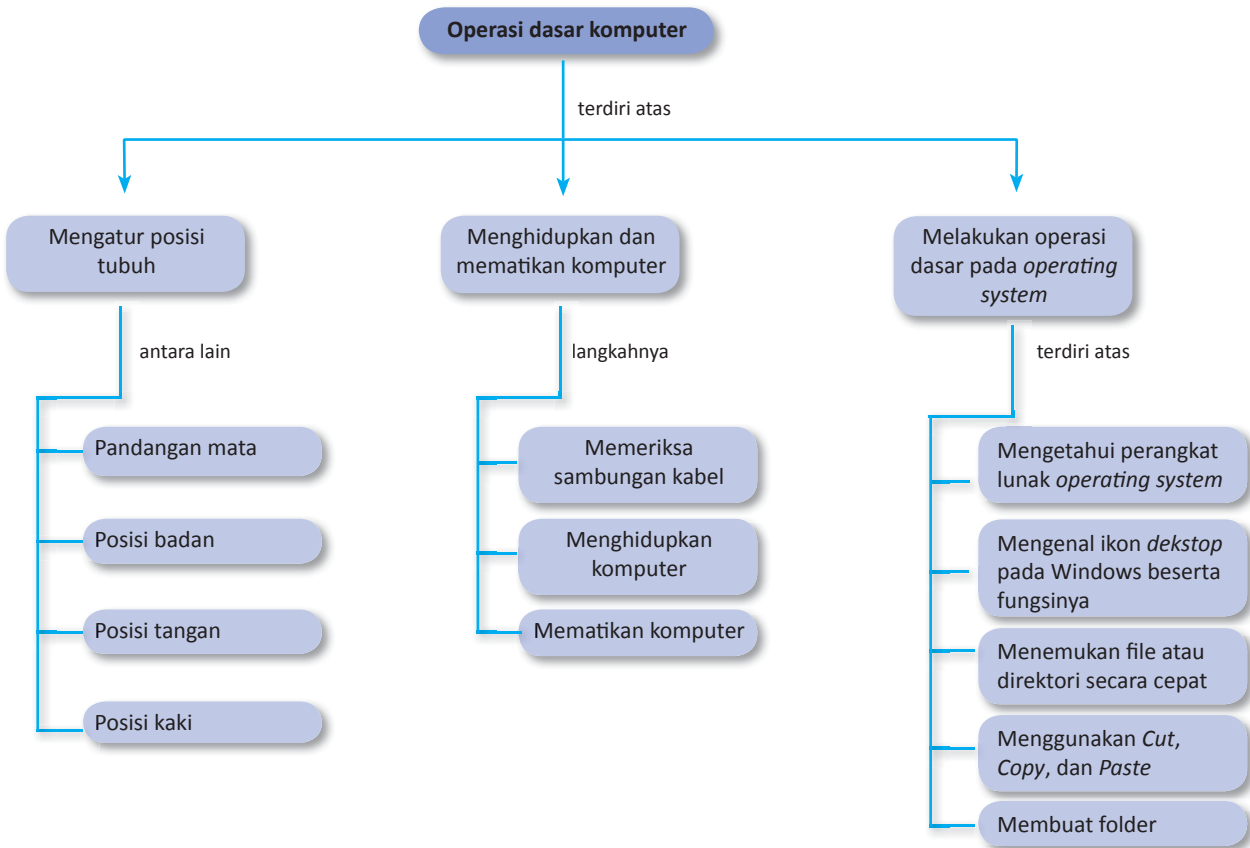 Operasi dasar komputer
terdiri atas
Mengatur posisi
tubuh
antara lain
Pandangan mata
Posisi badan
Posisi tangan
Posisi kaki
Menghidupkan dan
mematikan komputer
langkahnya
Memeriksa
sambungan kabel
Menghidupkan
komputer
Mematikan komputer
Melakukan operasi
dasar pada operating
system
terdiri atas
Mengetahui perangkat
lunak operating system
Mengenal ikon dekstop
pada Windows beserta
fungsinya
Menemukan file atau
direktori secara cepat
Menggunakan Cut,
Copy, dan Paste
Membuat folder